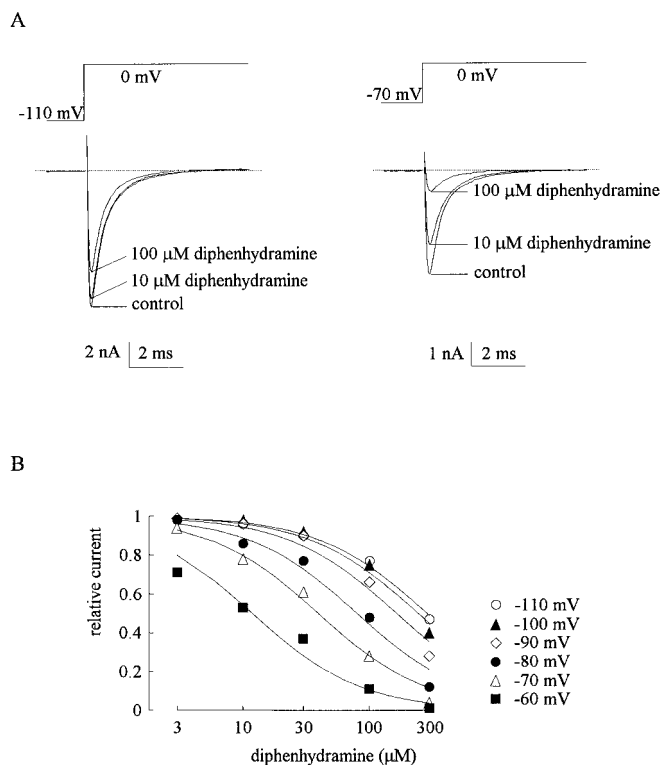 A
0 mV
-110 mV
100 μM diphenhydramine
10 μM diphenhydramine
control
2 nA
2 ms
0 mV
-70 mV
100 μM diphenhydramine
10 μM diphenhydramine
control
1 nA
2 ms
B
relative current
1
0.8
0.6
0.4
0.2
0
3 10 30 100 300
diphenhydramine (μM)
-110 mV
-100 mV
-90 mV
-80 mV
-70 mV
-60 mV